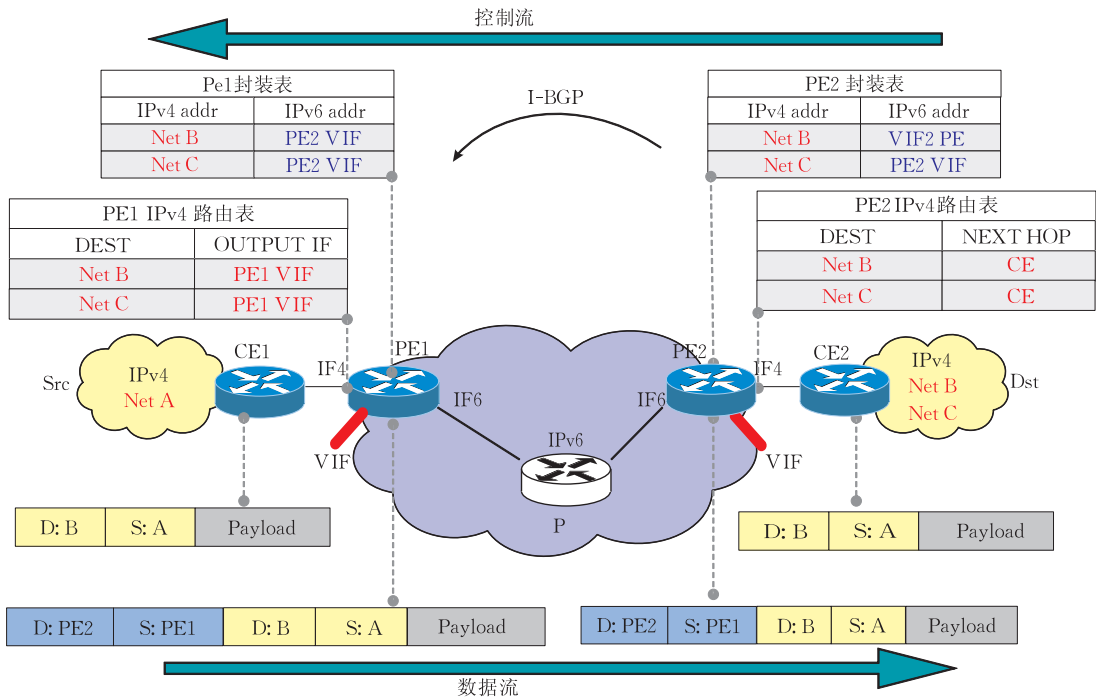 控制流
Pe1封装表
IPv4 addr IPv6 addr
Net B PE2 VIF
Net C PE2 VIF
I-BGP
PE2 封装表
IPv4 addr IPv6 addr
Net B VIF2 PE
Net C PE2 VIF
PE1 IPv4 路由表
DEST OUTPUT IF
Net B PE1 VIF
Net C PE1 VIF
PE2 IPv4路由表
DEST NEXT HOP
Net B CE
Net C CE
Src
IPv4
Net A
CE1
IF4
PE1
IF6
VIF
IPv6
P
PE2
IF6
IF4
VIF
CE2
IPv4
Net B
Net C
Dst
D: B S: A Payload
D: B S: A Payload
D: PE2 S: PE1 D: B S: A Payload
D: PE2 S: PE1 D: B S: A Payload
数据流